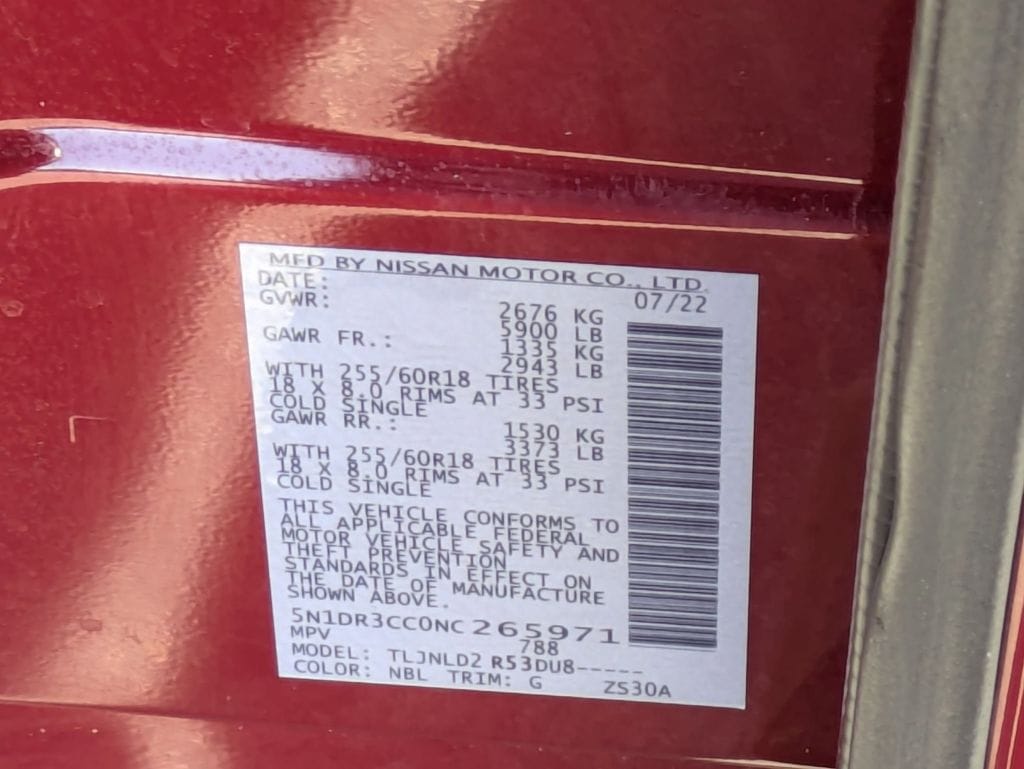 MFD BY NISSAN MOTOR CO., LTD.
DATE: 07/22
GVWR: 2676 KG
5900 LB
GAWR FR.: 1335 KG
2943 LB
WITH 255/60R18 TIRES
18 X 8.0 RIMS AT 33 PSI
COLD SINGLE
GAWR RR.: 1530 KG
3373 LB
WITH 255/60R18 TIRES
18 X 8.0 RIMS AT 33 PSI
COLD SINGLE
THIS VEHICLE CONFORMS TO
ALL APPLICABLE FEDERAL
MOTOR VEHICLE SAFETY AND
THEFT PREVENTION
STANDARDS IN EFFECT ON
THE DATE OF MANUFACTURE
SHOWN ABOVE.
5N1DR3CC0NC265971
MPV 788
MODEL: TLJNLD2 R53DU8-----
COLOR: NBL TRIM: G ZS30A